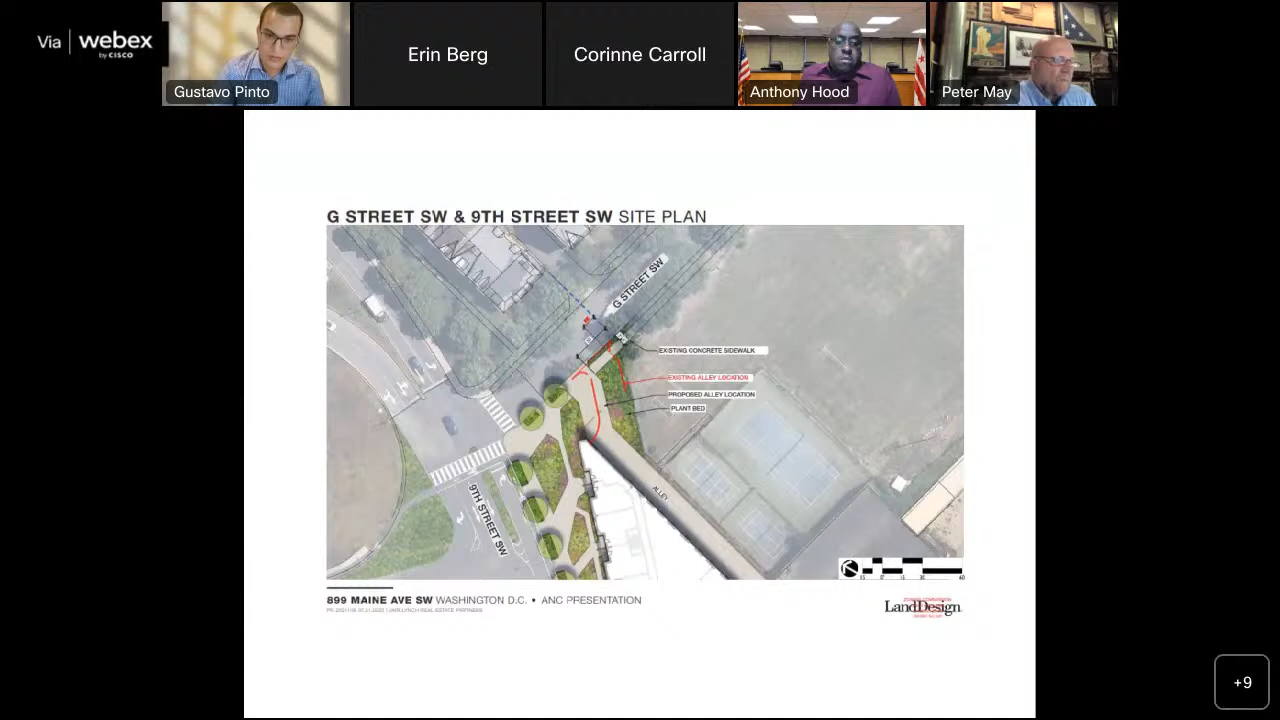 Via | webex
by CISCO
Gustavo Pinto
Erin Berg
Corinne Carroll
Anthony Hood
Peter May
G STREET SW & 9TH STREET SW SITE PLAN
G STREET SW
EXISTING CONCRETE SIDEWALK
EXISTING ALLEY LOCATION
PROPOSED ALLEY LOCATION
PLANT BED
9TH STREET SW
ALLEY
899 MAINE AVE SW WASHINGTON D.C. • ANC PRESENTATION
LandDesign
+9